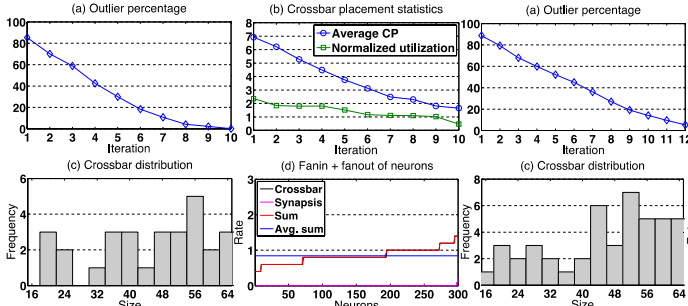 (a) Outlier percentage
100
80
60
40
20
0
1 2 3 4 5 6 7 8 9 10
Iteration
(b) Crossbar placement statistics
8
7
6
5
4
3
2
1
0
Average CP
Normalized utilization
1 2 3 4 5 6 7 8 9 10
Iteration
(a) Outlier percentage
100
80
60
40
20
0
1 2 3 4 5 6 7 8 9 10 11 12
Iteration
(c) Crossbar distribution
Frequency
6
4
2
0
16 24 32 40 48 56 64
Size
(d) Fanin + fanout of neurons
Rate
3
2
1
0
Crossbar
Synapsis
Sum
Avg. sum
1 100 200 300
Neurons
(c) Crossbar distribution
Frequency
8
6
4
2
0
16 24 32 40 48 56 64
Size